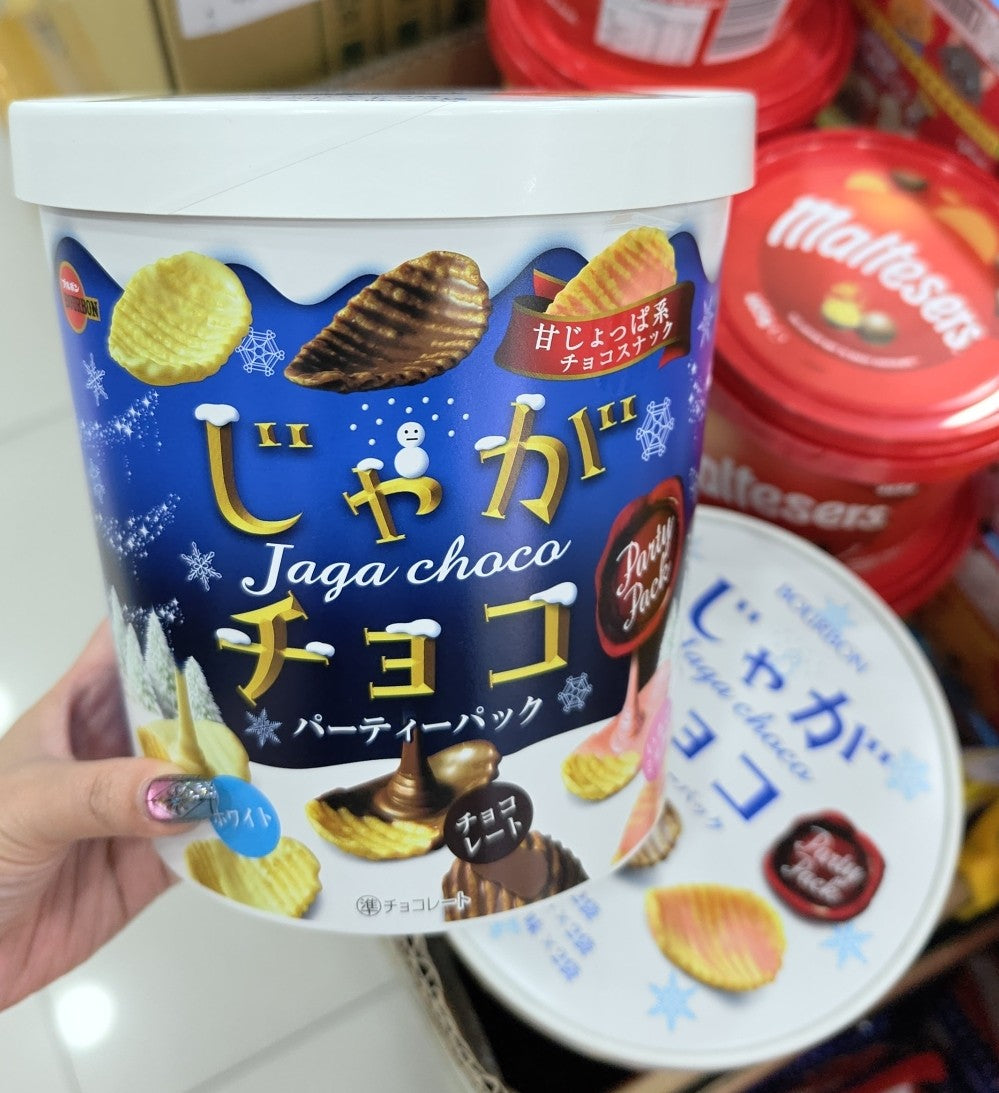 ブルボン
BOURBON
甘じょっぱ系
チョコスナック
じゃが
Jaga choco
チョコ
パーティーパック
Party
Pack
ホワイト
チョコ
レート
準チョコレート
Maltesers
Maltesers
BOURBON
じゃが
Jaga choco
チョコ
Party
Pack